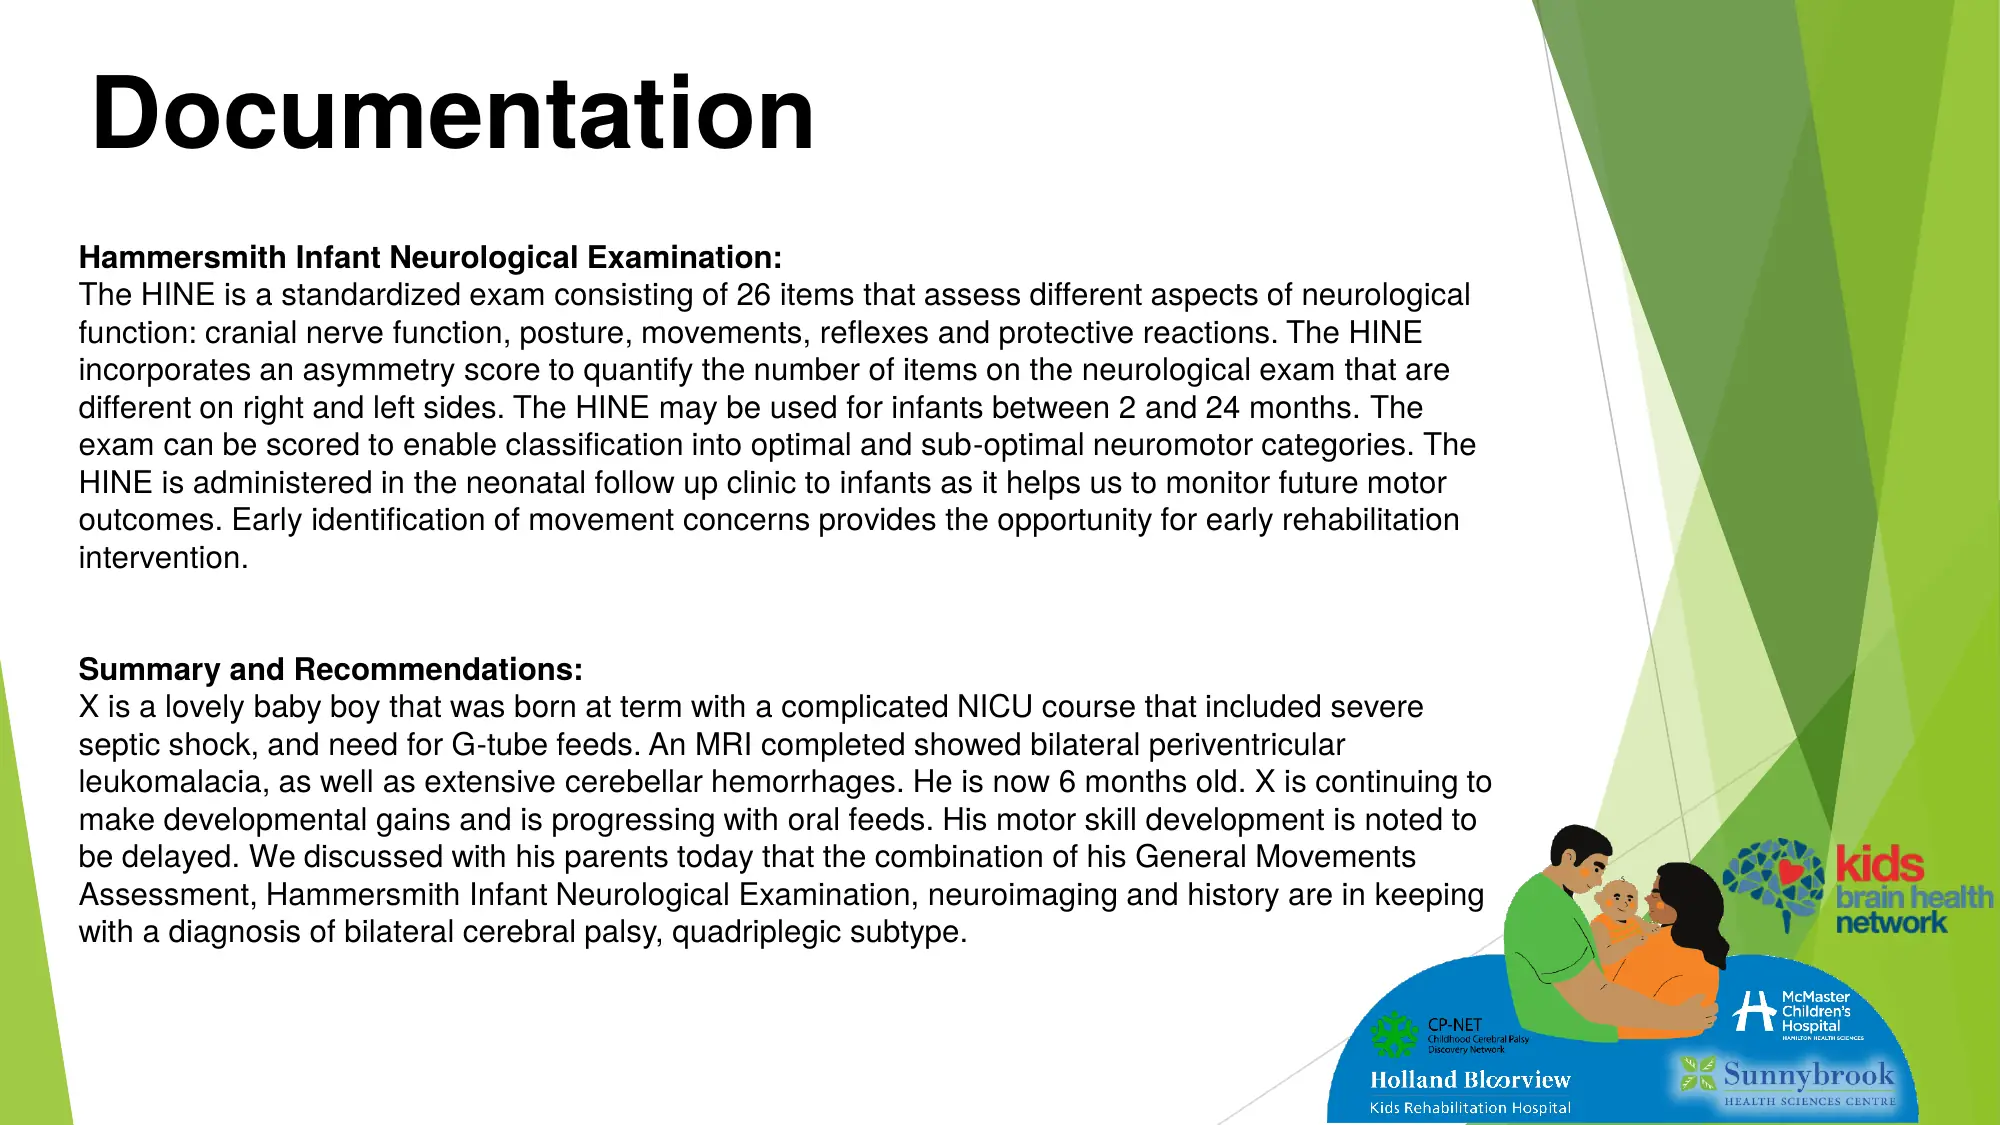 Documentation
Hammersmith Infant Neurological Examination:
The HINE is a standardized exam consisting of 26 items that assess different aspects of neurological
function: cranial nerve function, posture, movements, reflexes and protective reactions. The HINE
incorporates an asymmetry score to quantify the number of items on the neurological exam that are
different on right and left sides. The HINE may be used for infants between 2 and 24 months. The
exam can be scored to enable classification into optimal and sub-optimal neuromotor categories. The
HINE is administered in the neonatal follow up clinic to infants as it helps us to monitor future motor
outcomes. Early identification of movement concerns provides the opportunity for early rehabilitation
intervention.
Summary and Recommendations:
X is a lovely baby boy that was born at term with a complicated NICU course that included severe
septic shock, and need for G-tube feeds. An MRI completed showed bilateral periventricular
leukomalacia, as well as extensive cerebellar hemorrhages. He is now 6 months old. X is continuing to
make developmental gains and is progressing with oral feeds. His motor skill development is noted to
be delayed. We discussed with his parents today that the combination of his General Movements
Assessment, Hammersmith Infant Neurological Examination, neuroimaging and history are in keeping
with a diagnosis of bilateral cerebral palsy, quadriplegic subtype.
kids
brain health
network
McMaster
Children's
Hospital
HAMILTON HEALTH SCIENCES
CP-NET
Childhood Cerebral Palsy
Discovery Network
Holland Bloorview
Kids Rehabilitation Hospital
Sunnybrook
HEALTH SCIENCES CENTRE